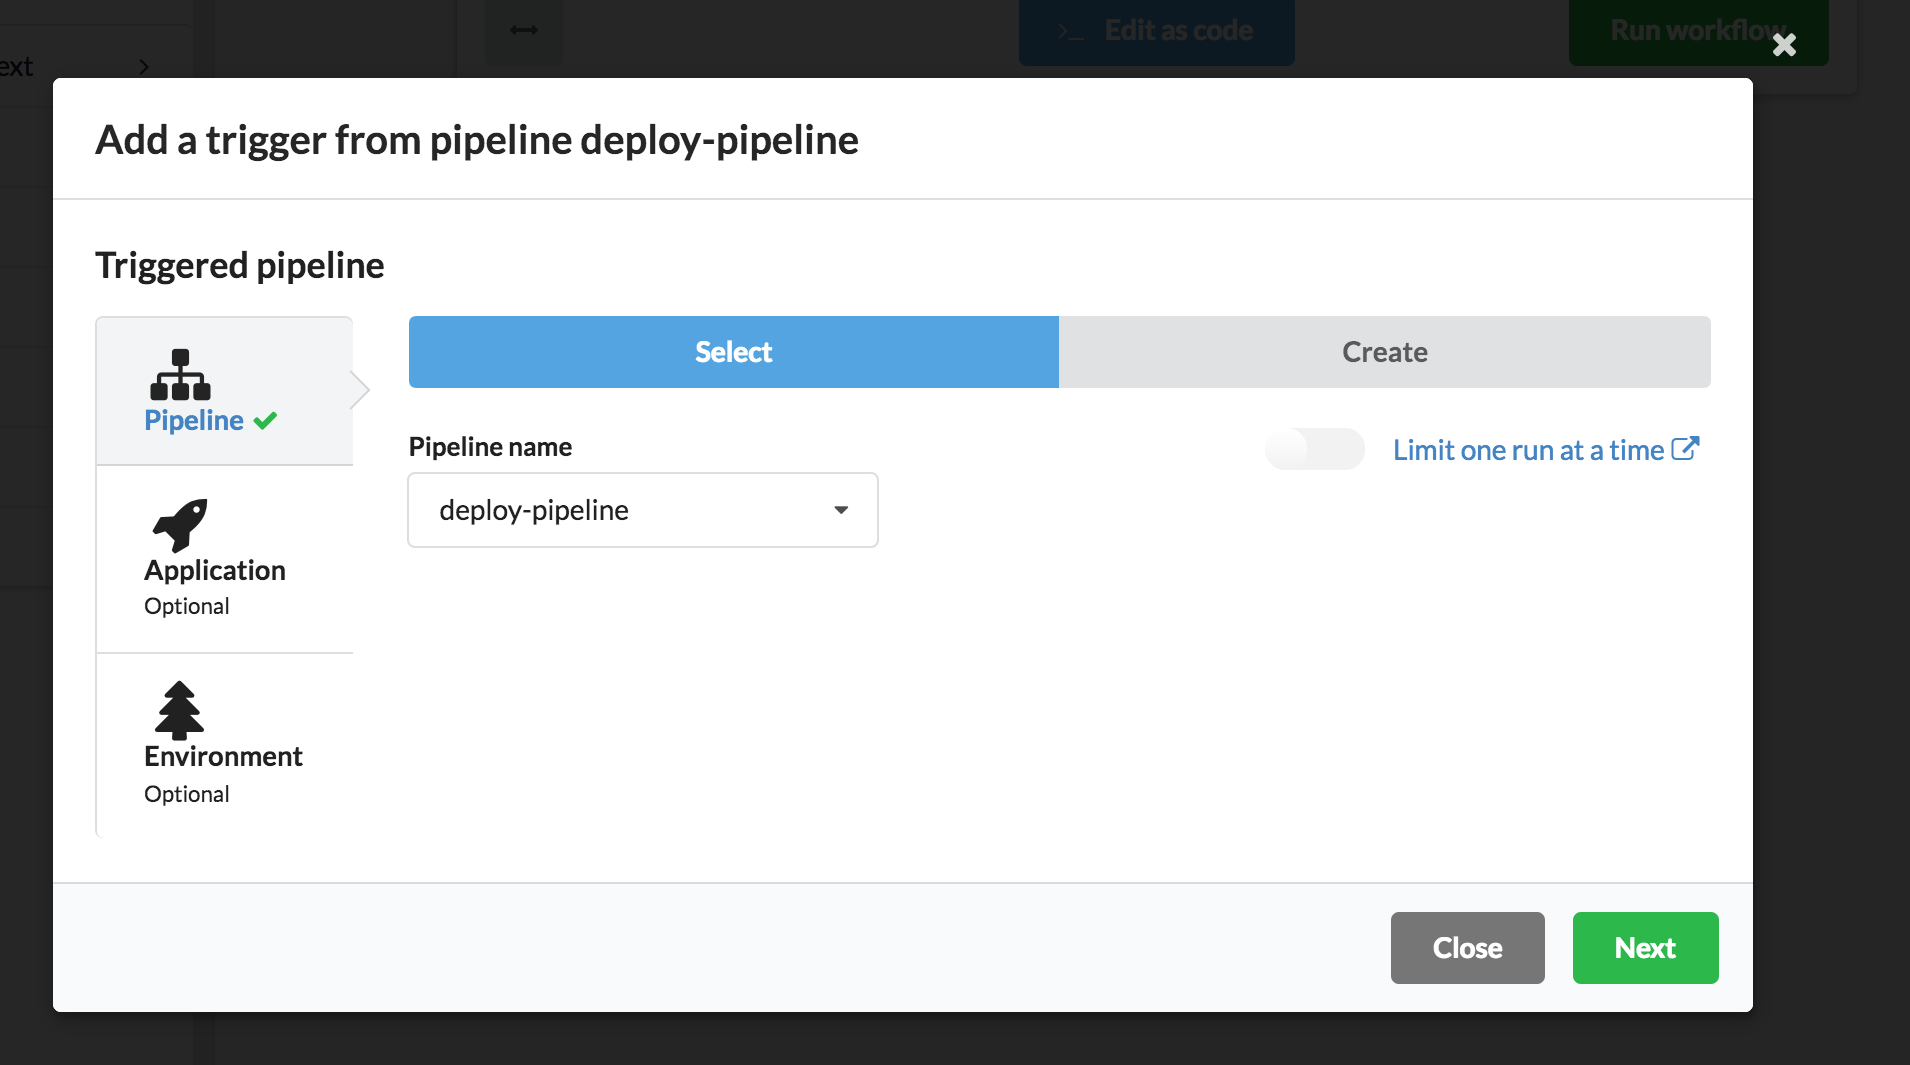 ext
Edit as code
Run workflow
Add a trigger from pipeline deploy-pipeline
Triggered pipeline
Pipeline
Application
Optional
Environment
Optional
Select
Create
Pipeline name
Limit one run at a time
deploy-pipeline
Close
Next